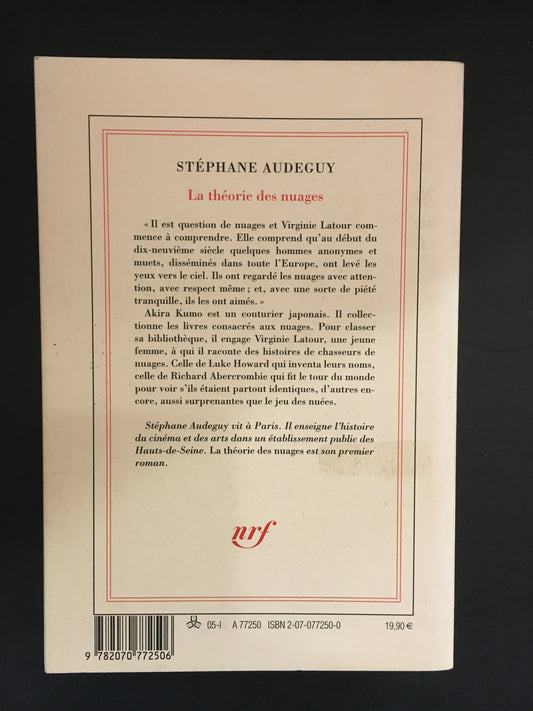 STÉPHANE AUDEGUY
La théorie des nuages
« Il est question de nuages et Virginie Latour com-
mence à comprendre. Elle comprend qu'au début du
dix-neuvième siècle quelques hommes anonymes et
muets, disséminés dans toute l'Europe, ont levé les
yeux vers le ciel. Ils ont regardé les nuages avec atten-
tion, avec respect même ; et, avec une sorte de piété
tranquille, ils les ont aimés. »
Akira Kumo est un couturier japonais. Il collec-
tionne les livres consacrés aux nuages. Pour classer
sa bibliothèque, il engage Virginie Latour, une jeune
femme, à qui il raconte des histoires de chasseurs de
nuages. Celle de Luke Howard qui inventa leurs noms,
celle de Richard Abercrombie qui fit le tour du monde
pour voir s'ils étaient partout identiques, d'autres en-
core, aussi surprenantes que le jeu des nuées.
Stéphane Audeguy vit à Paris. Il enseigne l'histoire
du cinéma et des arts dans un établissement public des
Hauts-de-Seine. La théorie des nuages est son premier
roman.
nrf
05-I A 77250 ISBN 2-07-077250-0 19,90 €
9 782070 772506